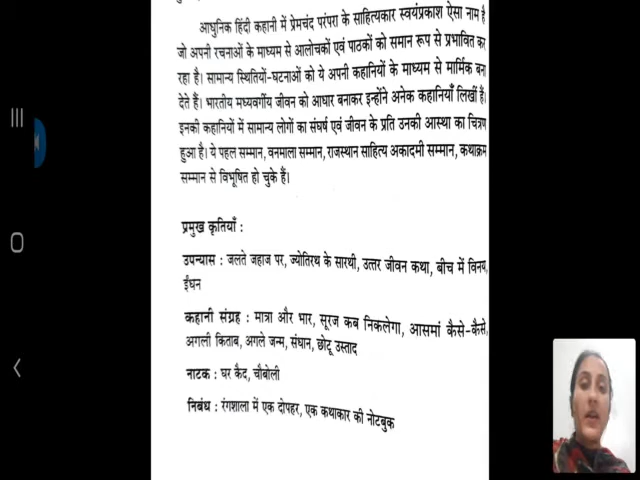 आधुनिक हिंदी कहानी में प्रेमचंद परंपरा के साहित्यकार स्वयंप्रकाश ऐसा नाम है
जो अपनी रचनाओं के माध्यम से आलोचकों एवं पाठकों को समान रूप से प्रभावित कर
रहा है। सामान्य स्थितियों-घटनाओं को ये अपनी कहानियों के माध्यम से मार्मिक बना
देते हैं। भारतीय मध्यवर्गीय जीवन को आधार बनाकर इन्होंने अनेक कहानियाँ लिखीं हैं।
इनकी कहानियों में सामान्य लोगों का संघर्ष एवं जीवन के प्रति उनकी आस्था का चित्रण
हुआ है। ये पहल सम्मान, वनमाला सम्मान, राजस्थान साहित्य अकादमी सम्मान, कथाक्रम
सम्मान से विभूषित हो चुके हैं।
प्रमुख कृतियाँ :
उपन्यास : जलते जहाज पर, ज्योतिरथ के सारथी, उत्तर जीवन कथा, बीच में विनय,
ईंधन
कहानी संग्रह : मात्रा और भार, सूरज कब निकलेगा, आसमां कैसे-कैसे,
अगली किताब, अगले जन्म, संधान, छोटू उस्ताद
नाटक : घर कैद, चौबोली
निबंध : रंगशाला में एक दोपहर, एक कथाकार की नोटबुक